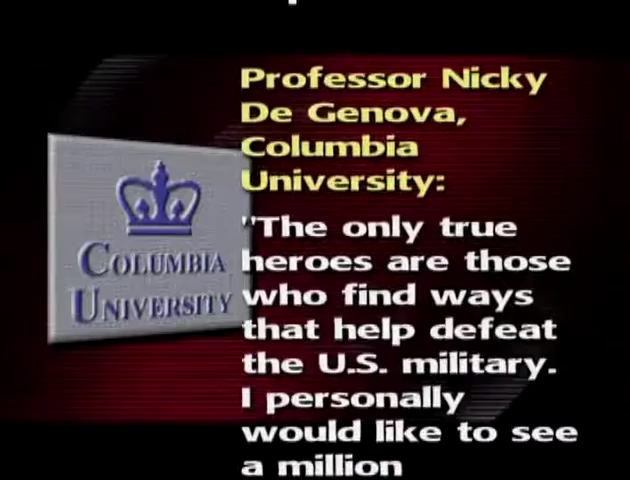 COLUMBIA
UNIVERSITY
Professor Nicky
De Genova,
Columbia
University:
"The only true
heroes are those
who find ways
that help defeat
the U.S. military.
I personally
would like to see
a million